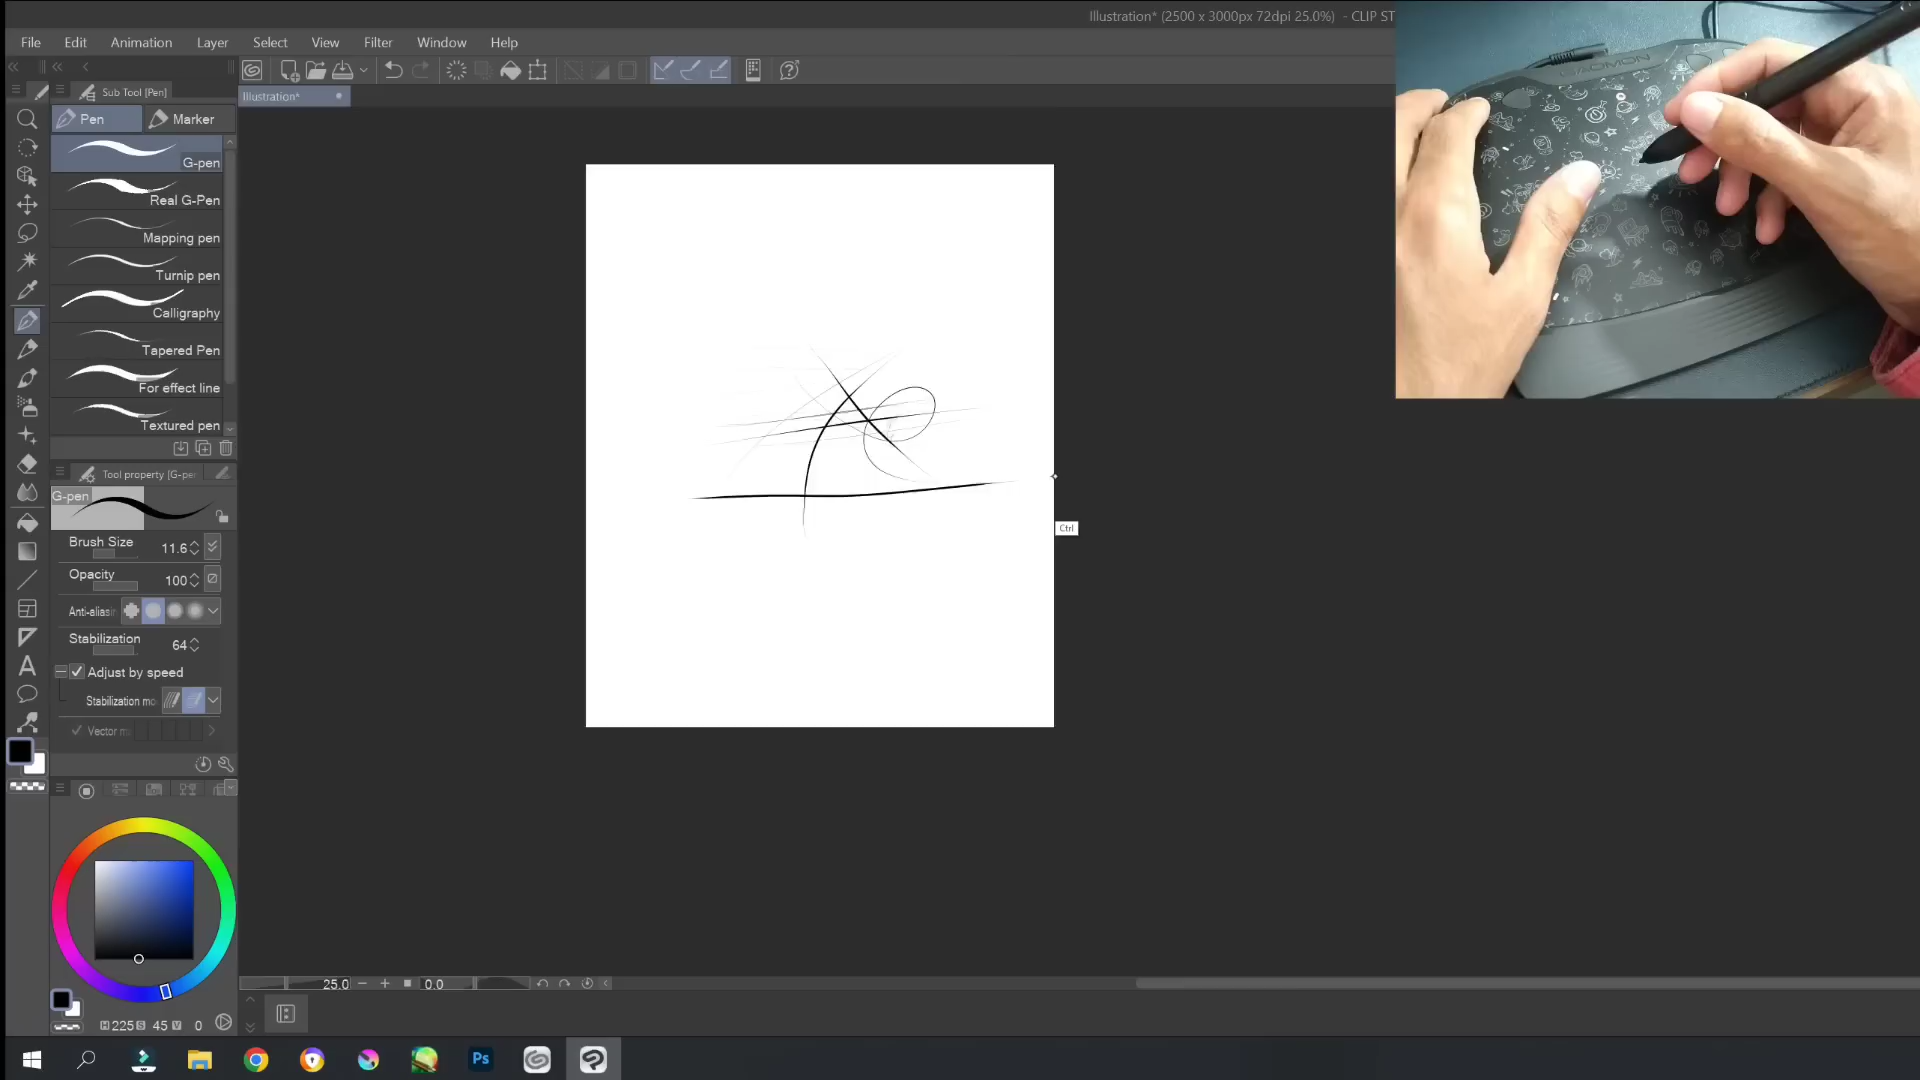 Illustration* (2500 x 3000px 72dpi 25.0%) - CLIP ST
File Edit Animation Layer Select View Filter Window Help
Sub Tool [Pen]
Illustration*
Pen Marker
G-pen
Real G-Pen
Mapping pen
Turnip pen
Calligraphy
Tapered Pen
For effect line
Textured pen
Tool property [G-pe
G-pen
Brush Size 11.6
Opacity 100
Anti-aliasi
Stabilization 64
Adjust by speed
Stabilization mo
Vector m
Ctrl
25.0 0.0
H 225 S 45 V 0
Ps
GAOMON